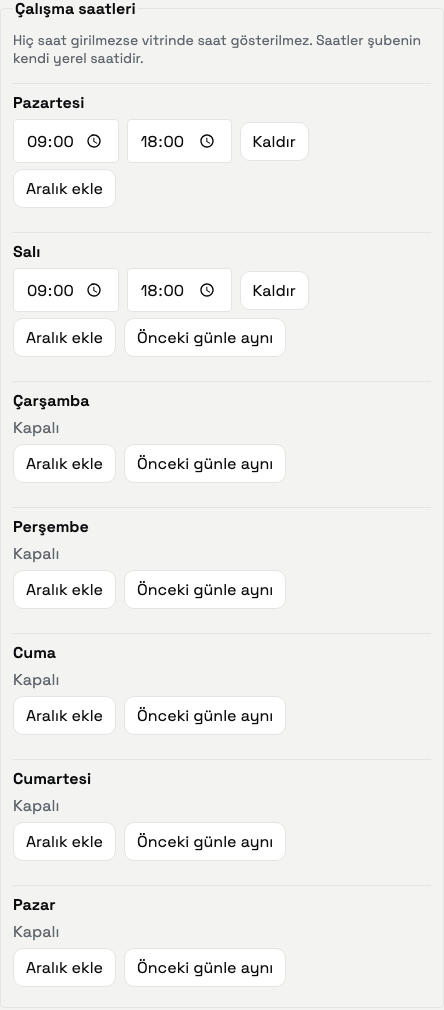 Çalışma saatleri
Hiç saat girilmezse vitrinde saat gösterilmez. Saatler şubenin
kendi yerel saatidir.
Pazartesi
09:00 18:00 Kaldır
Aralık ekle
Salı
09:00 18:00 Kaldır
Aralık ekle Önceki günle aynı
Çarşamba
Kapalı
Aralık ekle Önceki günle aynı
Perşembe
Kapalı
Aralık ekle Önceki günle aynı
Cuma
Kapalı
Aralık ekle Önceki günle aynı
Cumartesi
Kapalı
Aralık ekle Önceki günle aynı
Pazar
Kapalı
Aralık ekle Önceki günle aynı